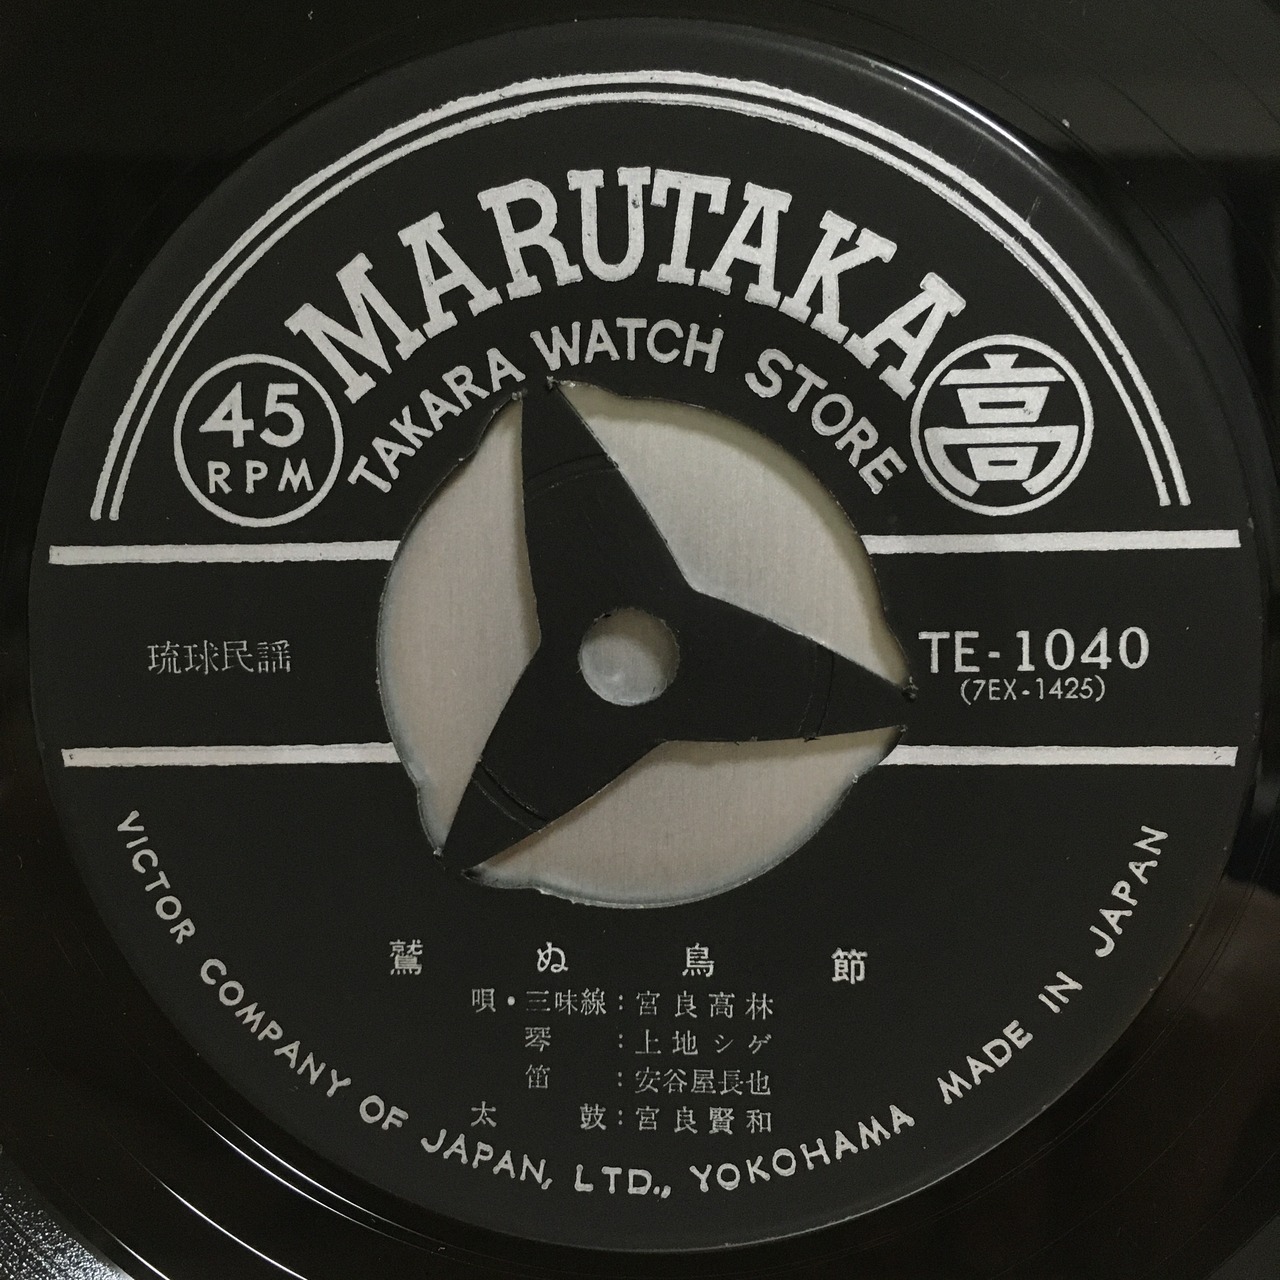 MARUTAKA
TAKARA WATCH STORE
45
RPM
高
琉球民謡
TE-1040
(7EX-1425)
鷲ぬ鳥節
唄・三味線:宮良高林
琴:上地シゲ
笛:安谷屋長也
太鼓:宮良賢和
VICTOR COMPANY OF JAPAN, LTD., YOKOHAMA MADE IN JAPAN